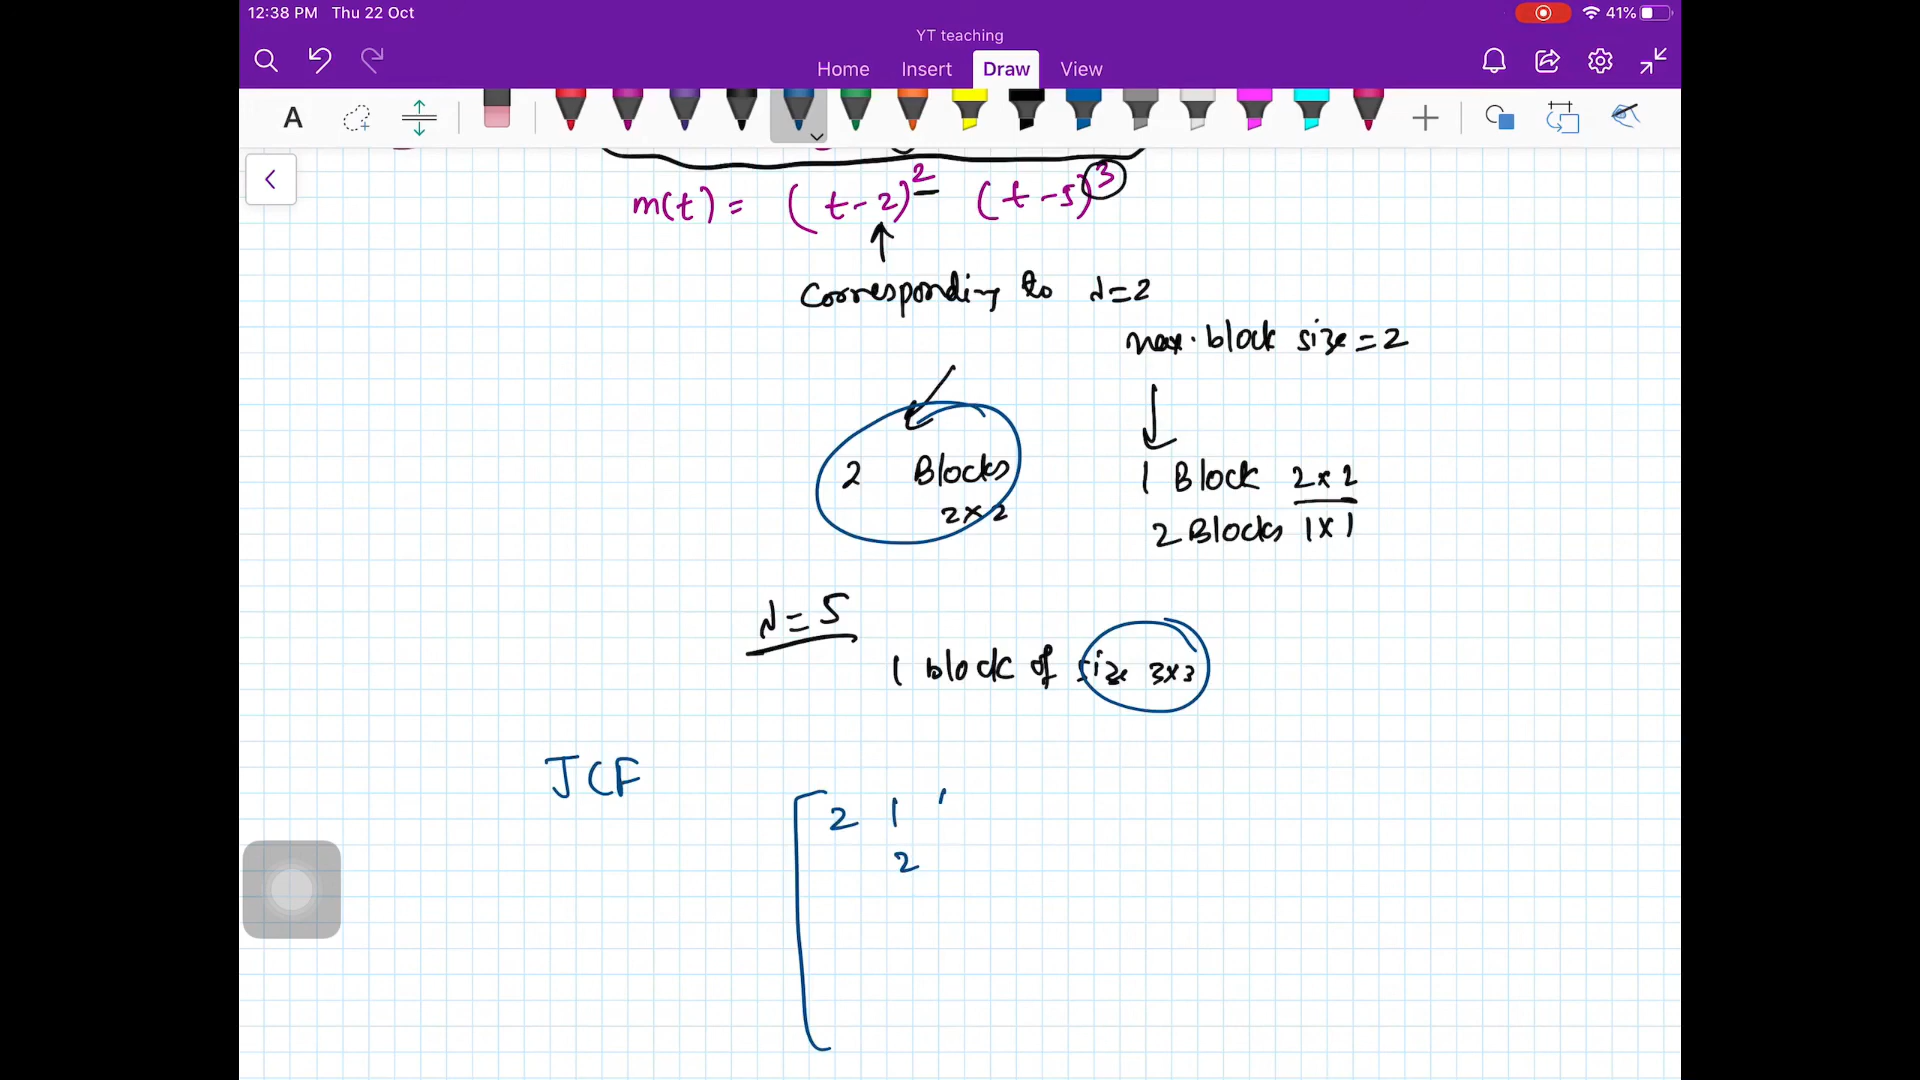 12:38 PM Thu 22 Oct
41%
YT teaching
Home Insert Draw View
A
m(t) = (t-2)² (t-5)³
Corresponding to λ=2
max. block size = 2
2 Blocks
2×2
1 Block 2×2
2 Blocks 1×1
λ=5
1 block of size 3×3
JCF
2 1
2